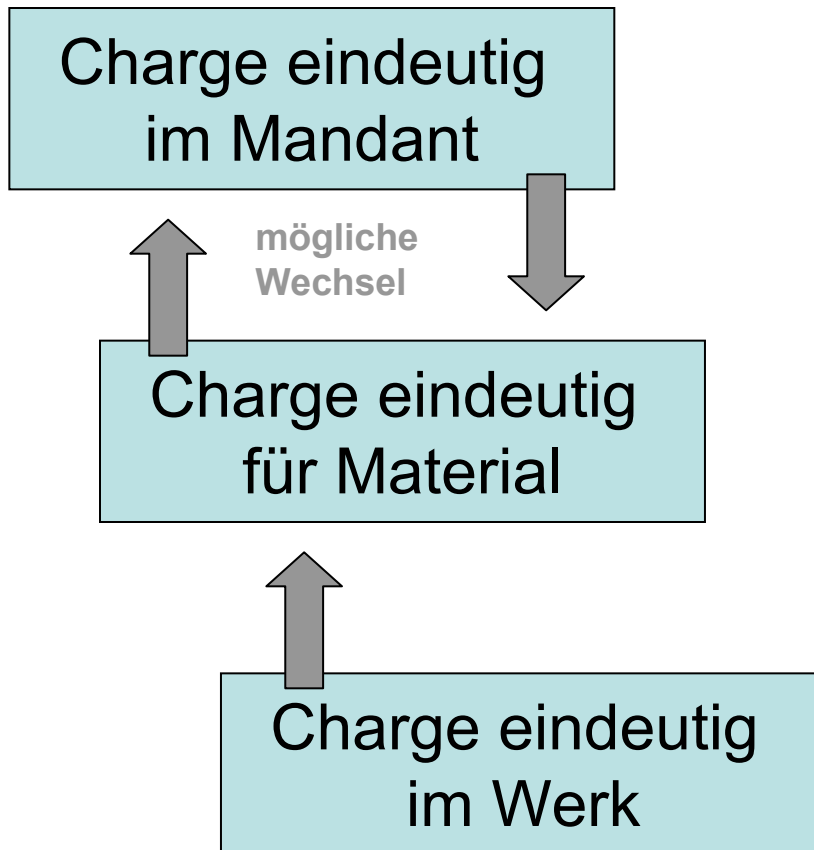 Charge eindeutig
im Mandant
mögliche
Wechsel
Charge eindeutig
für Material
Charge eindeutig
im Werk